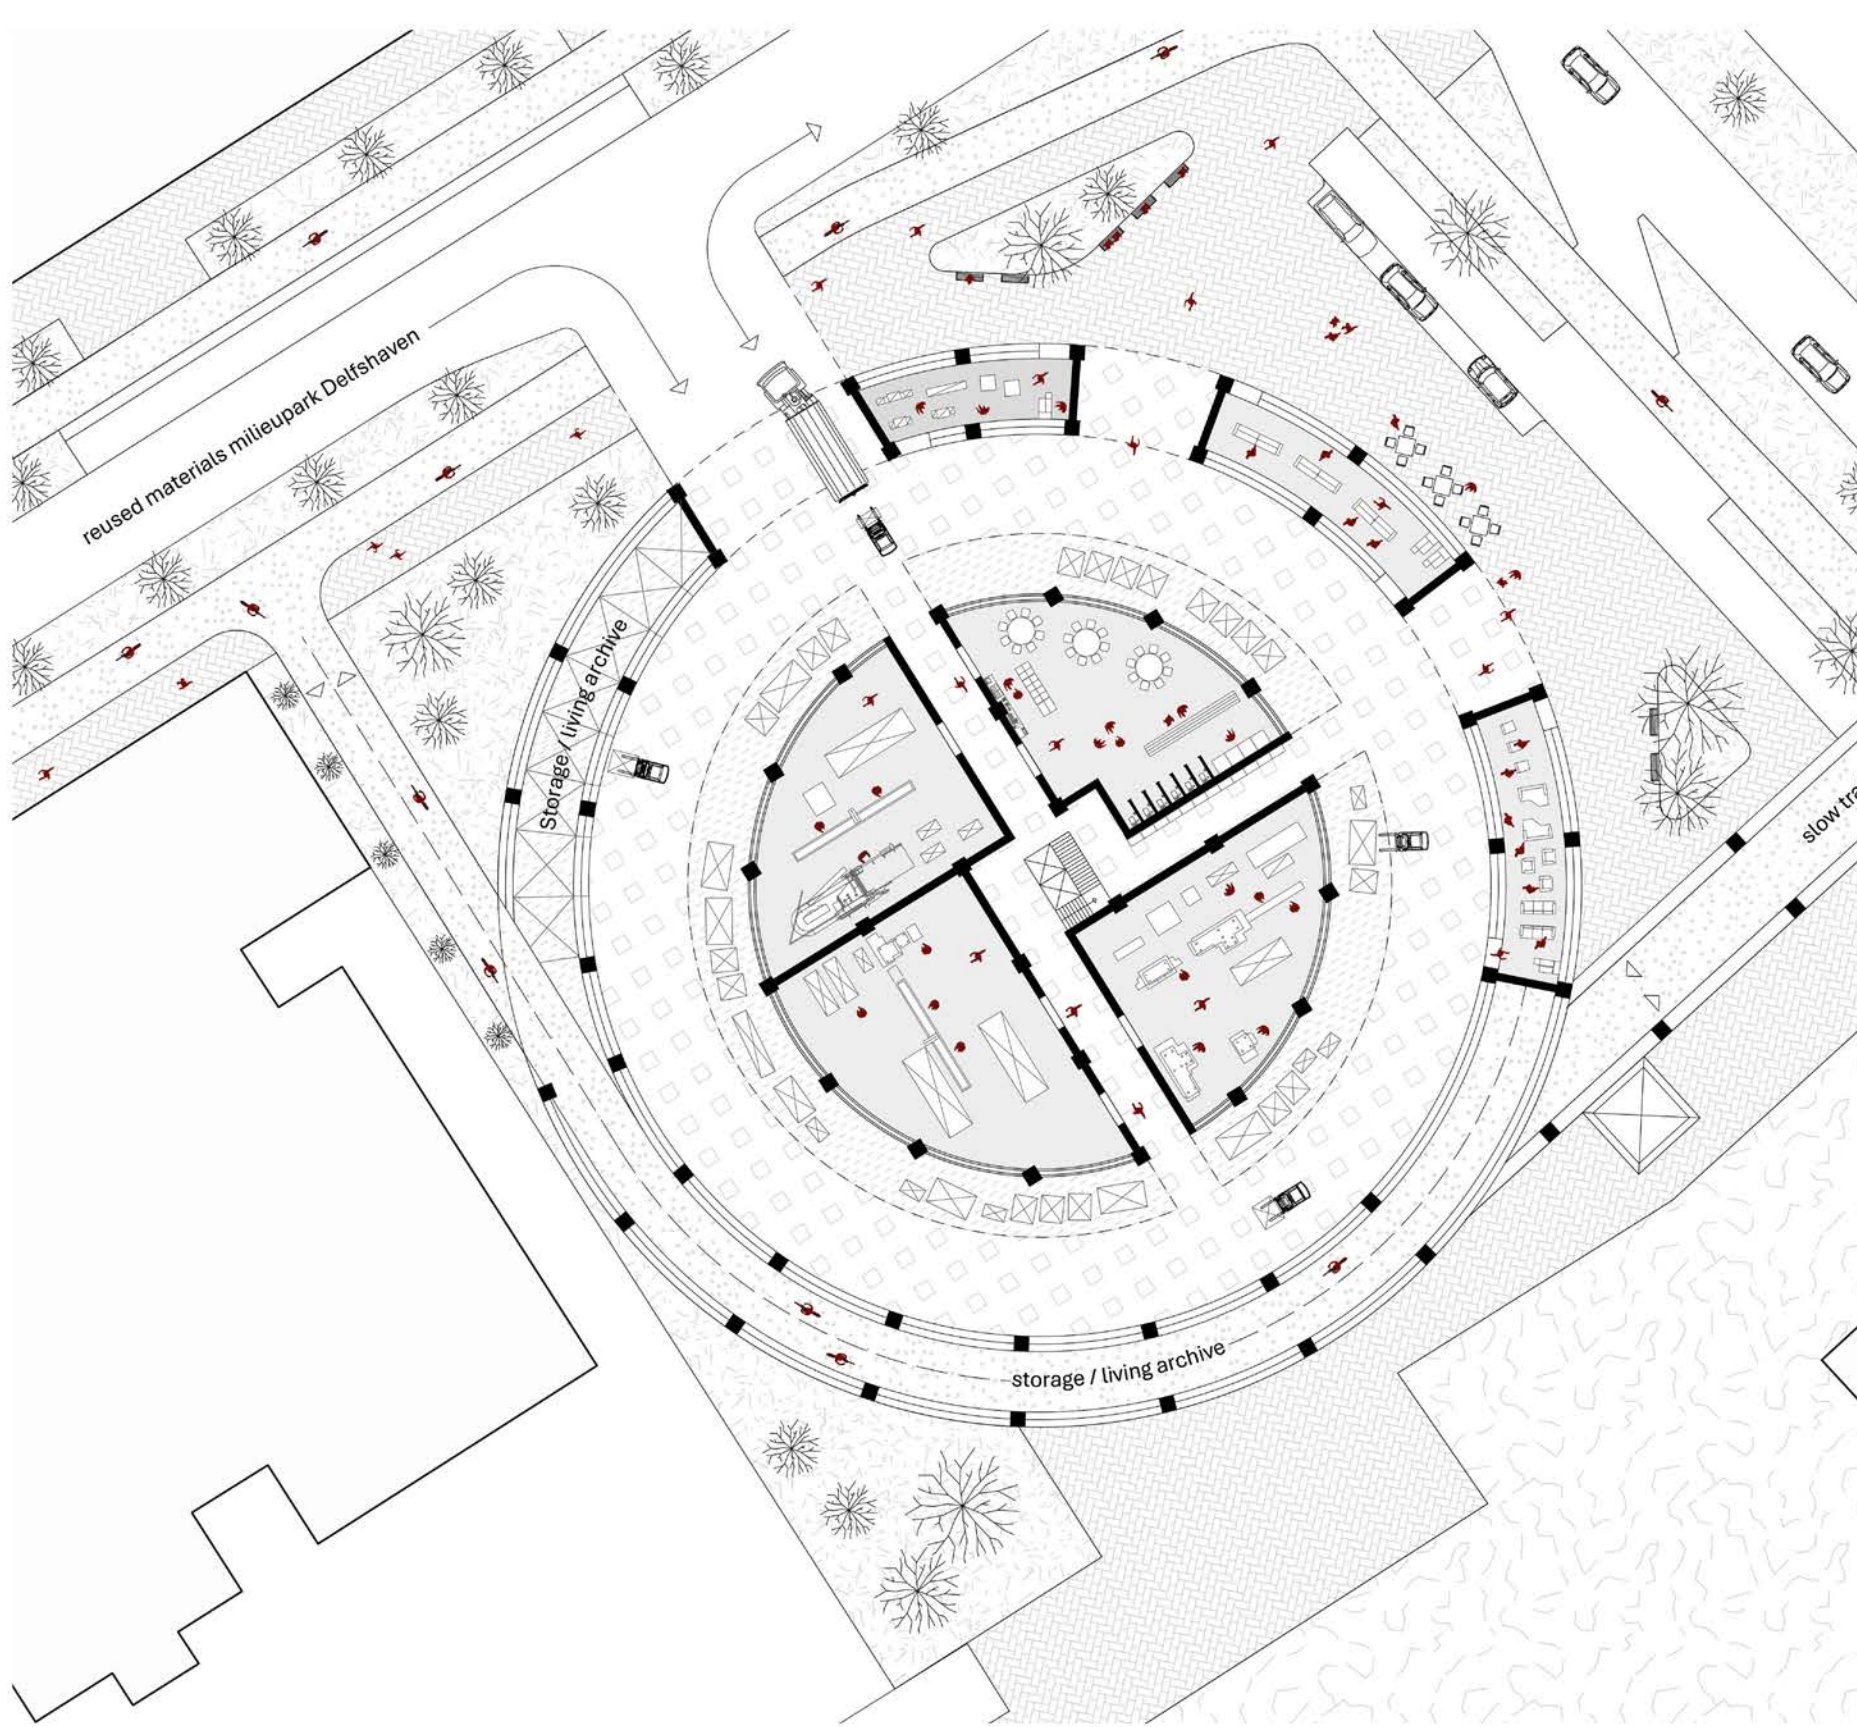 reused materials milieupark Delfshaven
Storage / living archive
slow tra
storage / living archive